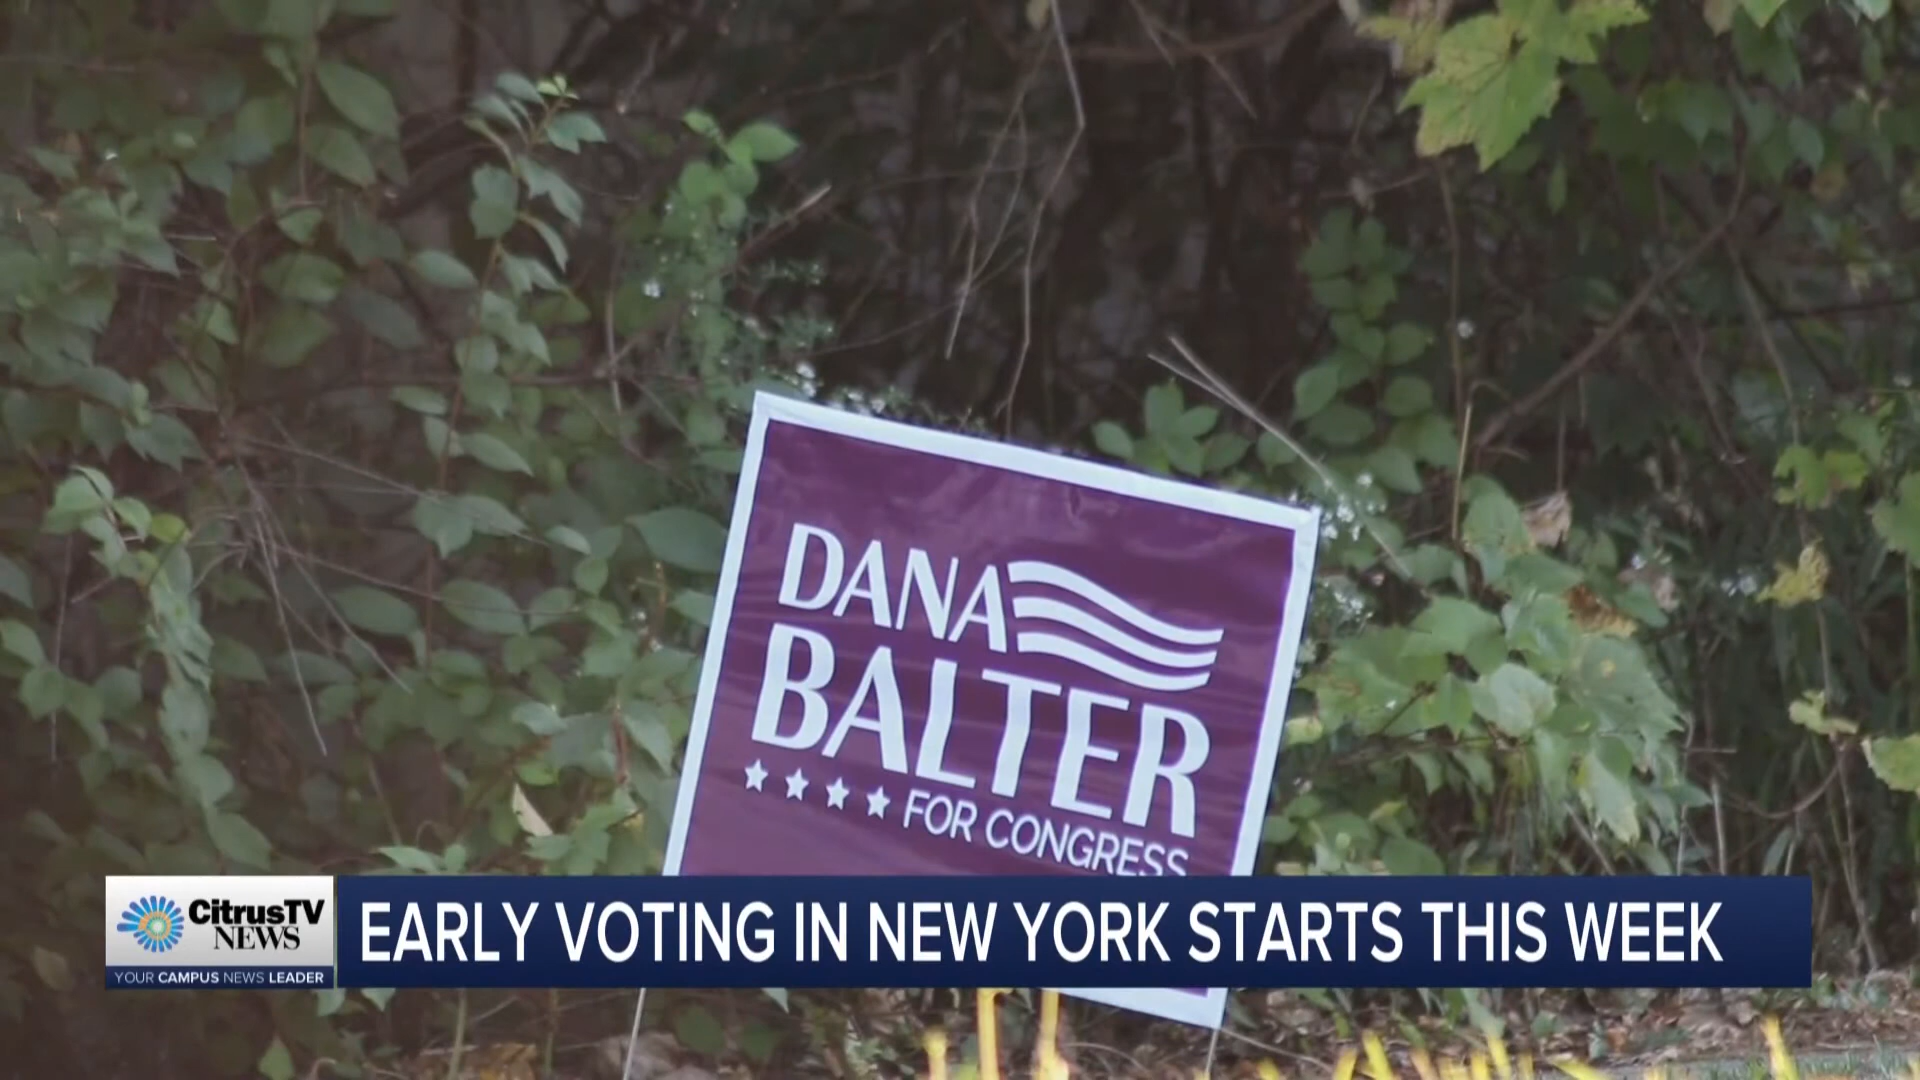 DANA
BALTER
FOR CONGRESS
CitrusTV
NEWS
YOUR CAMPUS NEWS LEADER
EARLY VOTING IN NEW YORK STARTS THIS WEEK